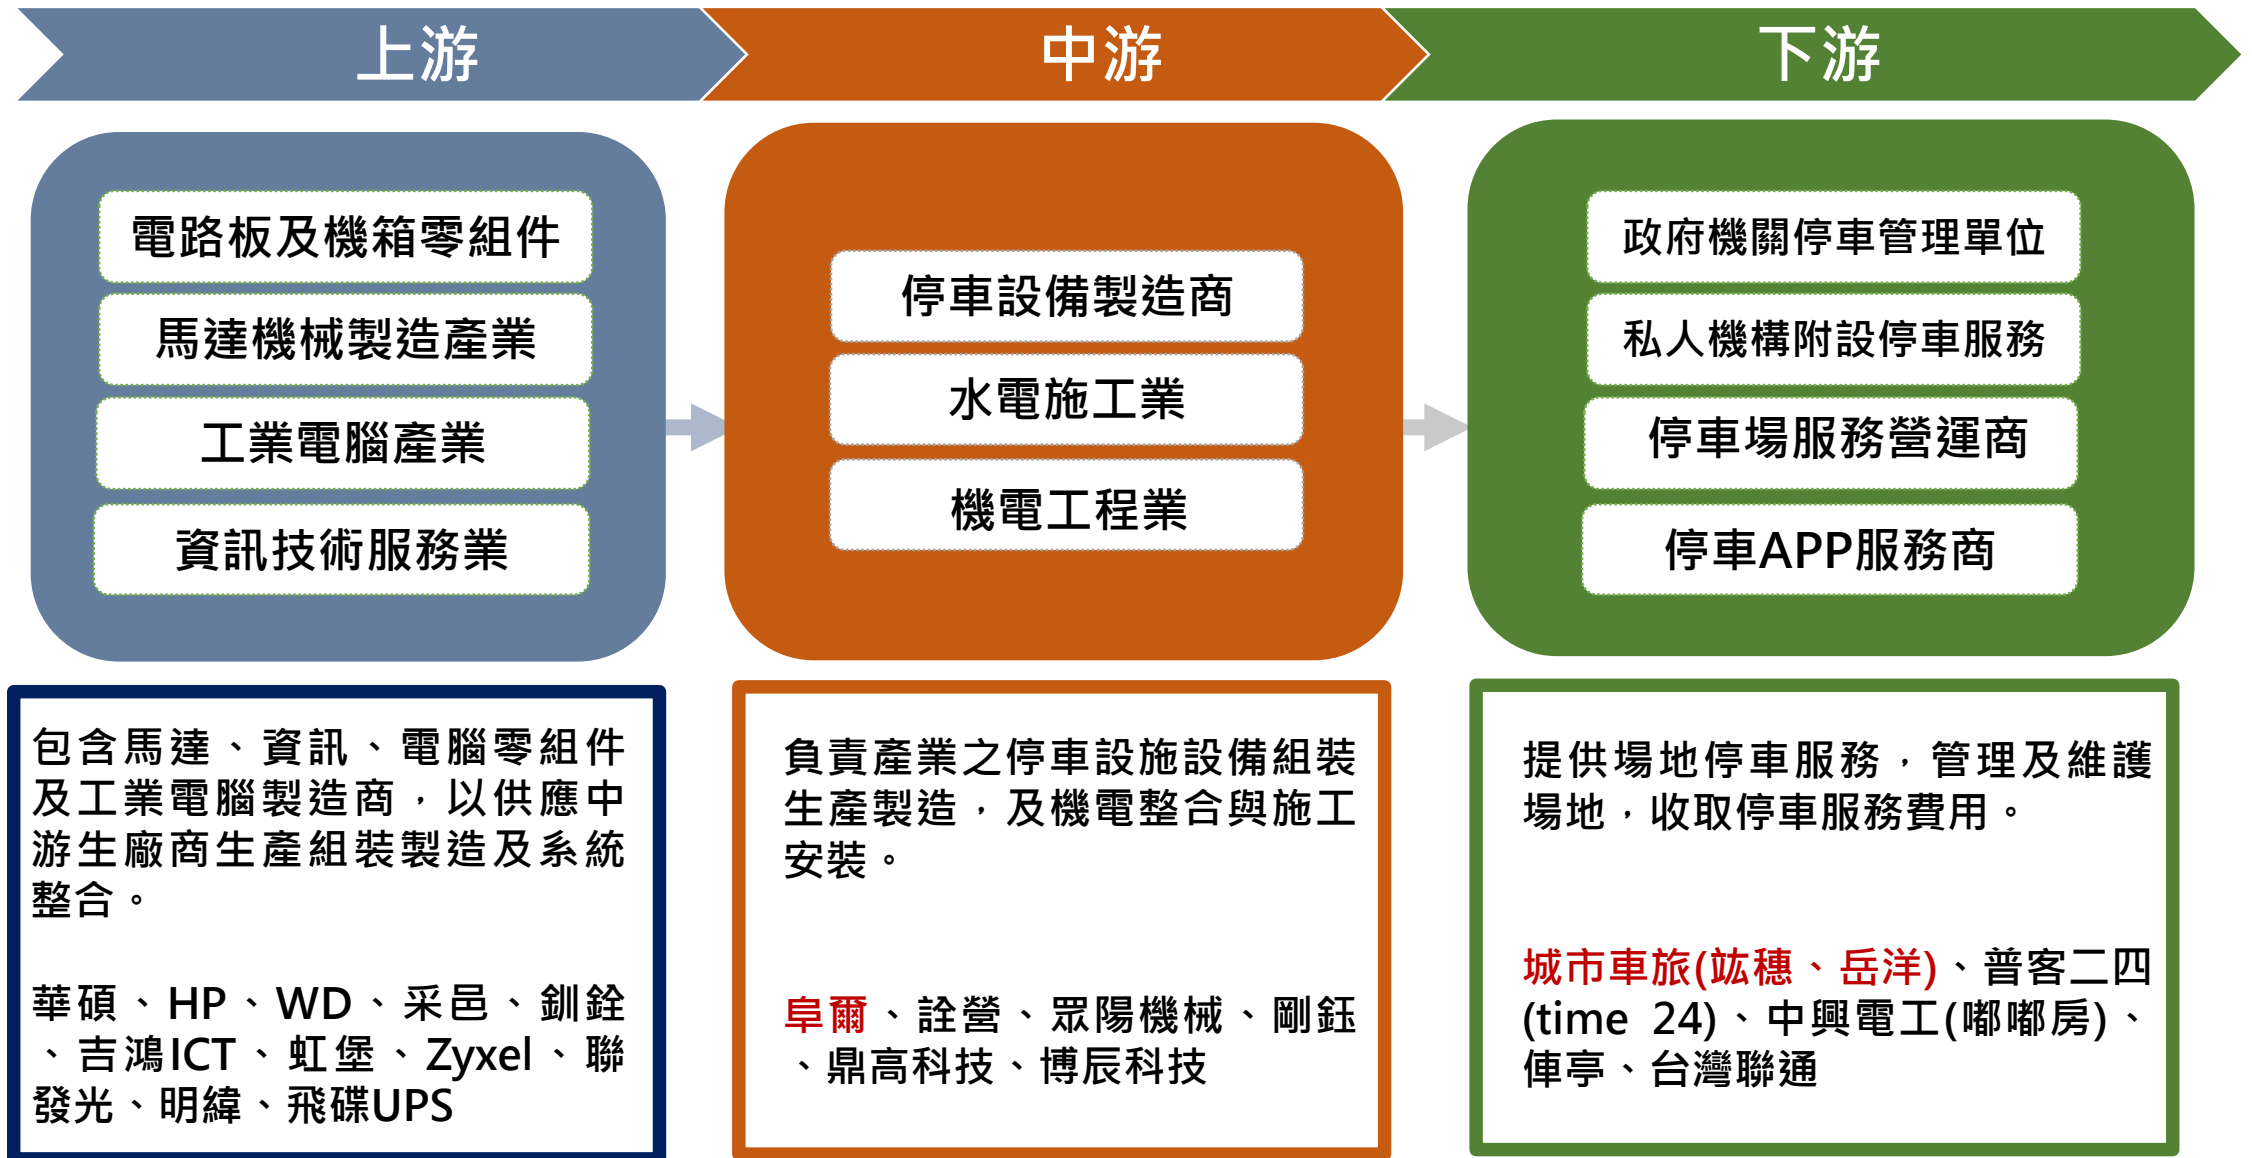 上游
中游
下游
電路板及機箱零組件
馬達機械製造產業
工業電腦產業
資訊技術服務業
停車設備製造商
水電施工業
機電工程業
政府機關停車管理單位
私人機構附設停車服務
停車場服務營運商
停車APP服務商
包含馬達、資訊、電腦零組件
及工業電腦製造商，以供應中
游生廠商生產組裝製造及系統
整合。
華碩、HP、WD、采邑、釧銓
、吉鴻ICT、虹堡、Zyxel、聯
發光、明緯、飛碟UPS
負責產業之停車設施設備組裝
生產製造，及機電整合與施工
安裝。
阜爾、詮營、眾陽機械、剛鈺
、鼎高科技、博辰科技
提供場地停車服務，管理及維護
場地，收取停車服務費用。
城市車旅(竑穗、岳洋)、普客二四
(time 24)、中興電工(嘟嘟房)、
俥亭、台灣聯通